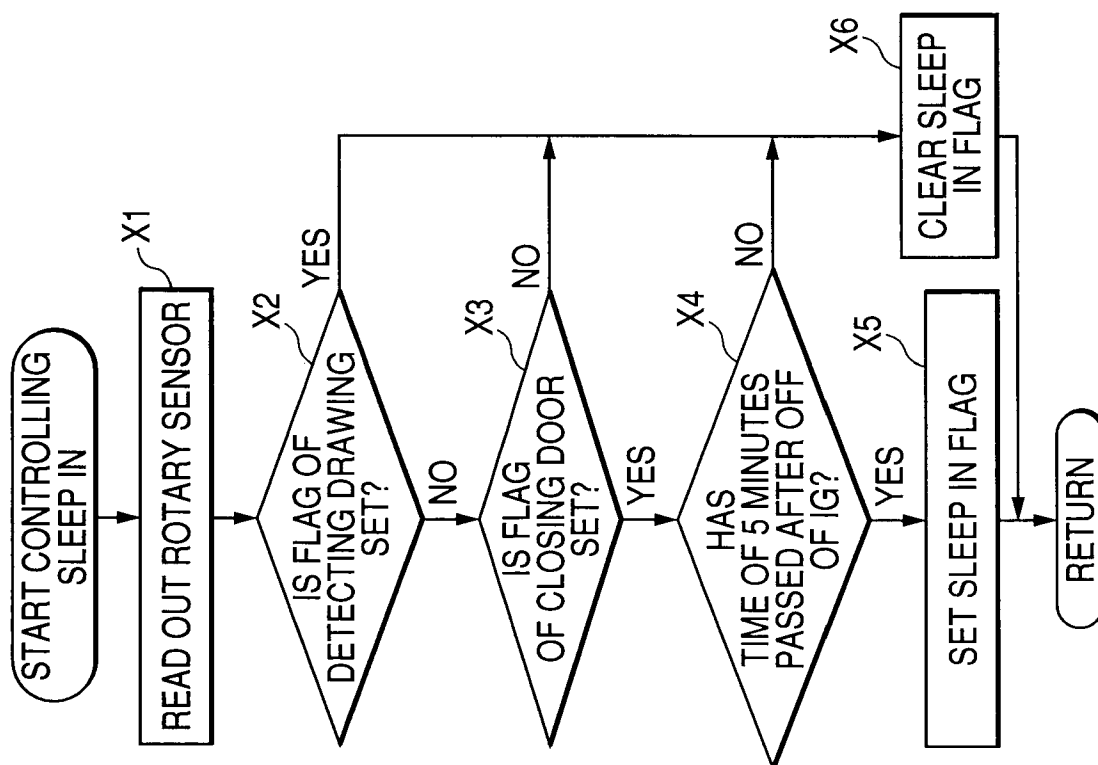 START CONTROLLING
SLEEP IN
X1
READ OUT ROTARY SENSOR
X2
IS FLAG OF
DETECTING DRAWING
SET?
YES
NO
X3
IS FLAG
OF CLOSING DOOR
SET?
NO
YES
X4
HAS
TIME OF 5 MINUTES
PASSED AFTER OFF
OF IG?
NO
YES
X5
SET SLEEP IN FLAG
X6
CLEAR SLEEP
IN FLAG
RETURN